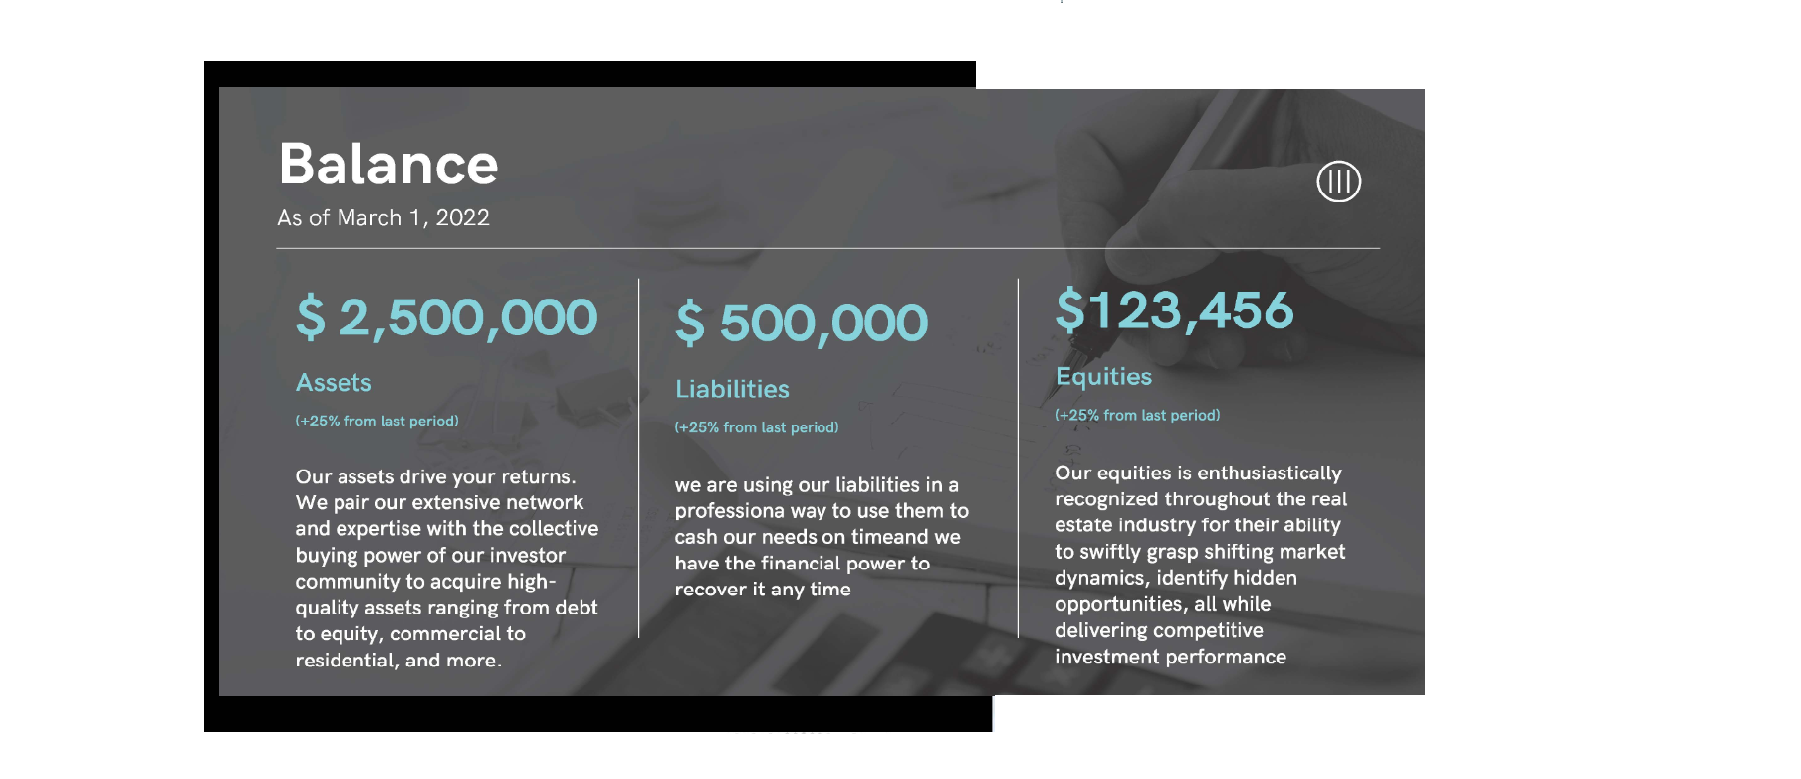 Balance
As of March 1, 2022
$ 2,500,000
Assets
(+25% from last period)
Our assets drive your returns.
We pair our extensive network
and expertise with the collective
buying power of our investor
community to acquire high-
quality assets ranging from debt
to equity, commercial to
residential, and more.
$ 500,000
Liabilities
(+25% from last period)
we are using our liabilities in a
professiona way to use them to
cash our needs on timeand we
have the financial power to
recover it any time
$123,456
Equities
(+25% from last period)
Our equities is enthusiastically
recognized throughout the real
estate industry for their ability
to swiftly grasp shifting market
dynamics, identify hidden
opportunities, all while
delivering competitive
investment performance